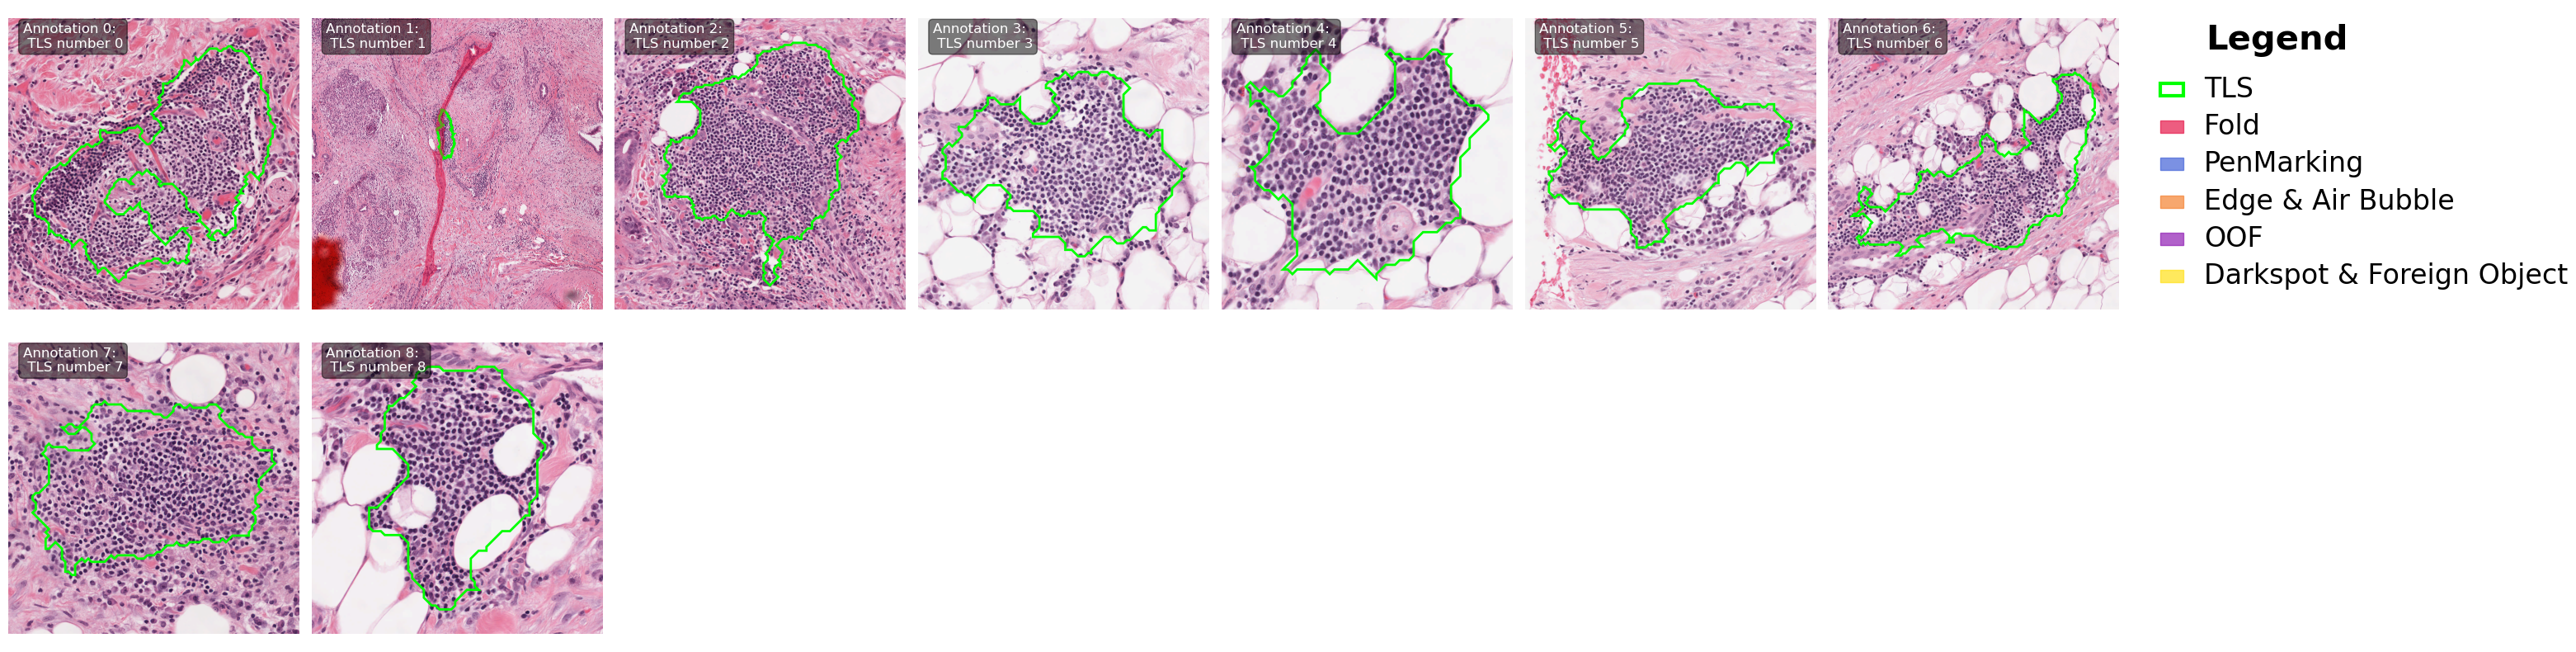 Annotation 0:
TLS number 0
Annotation 1:
TLS number 1
Annotation 2:
TLS number 2
Annotation 3:
TLS number 3
Annotation 4:
TLS number 4
Annotation 5:
TLS number 5
Annotation 6:
TLS number 6
Legend
TLS
Fold
PenMarking
Edge & Air Bubble
OOF
Darkspot & Foreign Object
Annotation 7:
TLS number 7
Annotation 8:
TLS number 8